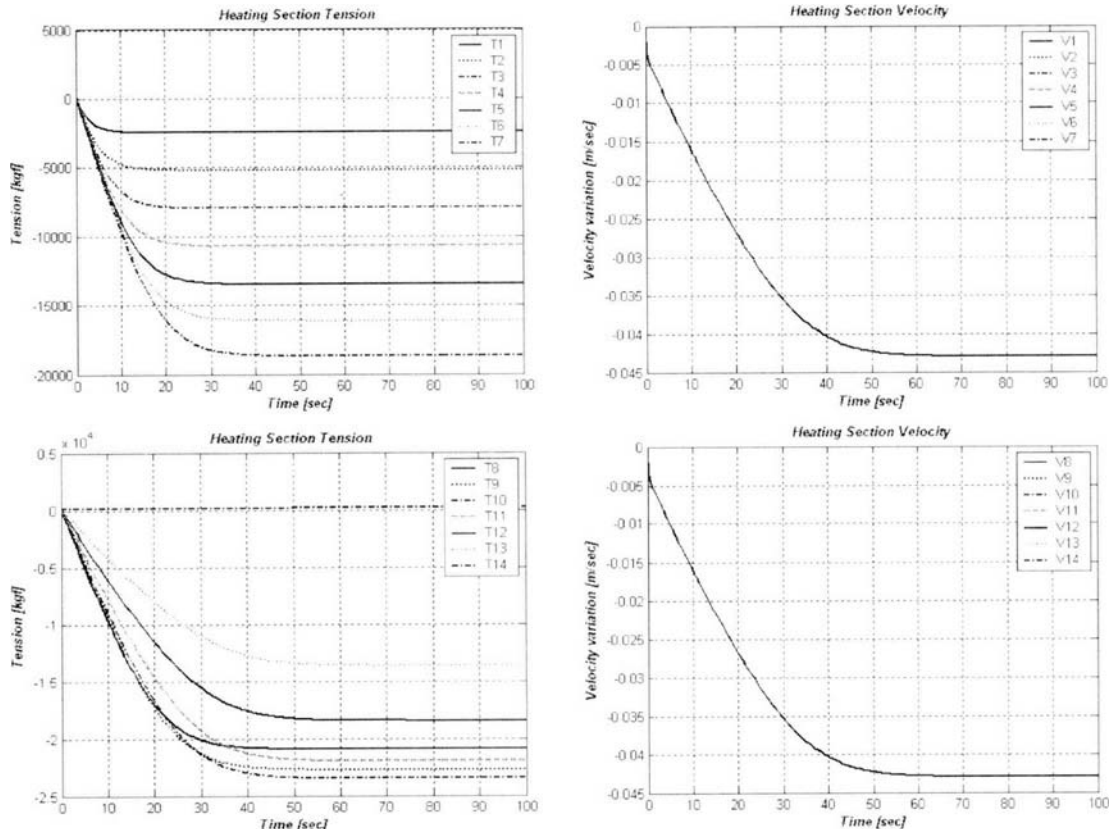 Heating Section Tension
5000
0
-5000
-10000
-15000
-20000
Tension [kgf]
T1
T2
T3
T4
T5
T6
T7
0 10 20 30 40 50 60 70 80 90 100
Time [sec]
Heating Section Velocity
0
-0.005
-0.01
-0.015
-0.02
-0.025
-0.03
-0.035
-0.04
-0.045
Velocity variation [m/sec]
V1
V2
V3
V4
V5
V6
V7
0 10 20 30 40 50 60 70 80 90 100
Time [sec]
x 10^4
Heating Section Tension
0.5
0
-0.5
-1
-1.5
-2
-2.5
Tension [kgf]
T8
T9
T10
T11
T12
T13
T14
0 10 20 30 40 50 60 70 80 90 100
Time [sec]
Heating Section Velocity
0
-0.005
-0.01
-0.015
-0.02
-0.025
-0.03
-0.035
-0.04
-0.045
Velocity variation [m/sec]
V8
V9
V10
V11
V12
V13
V14
0 10 20 30 40 50 60 70 80 90 100
Time [sec]